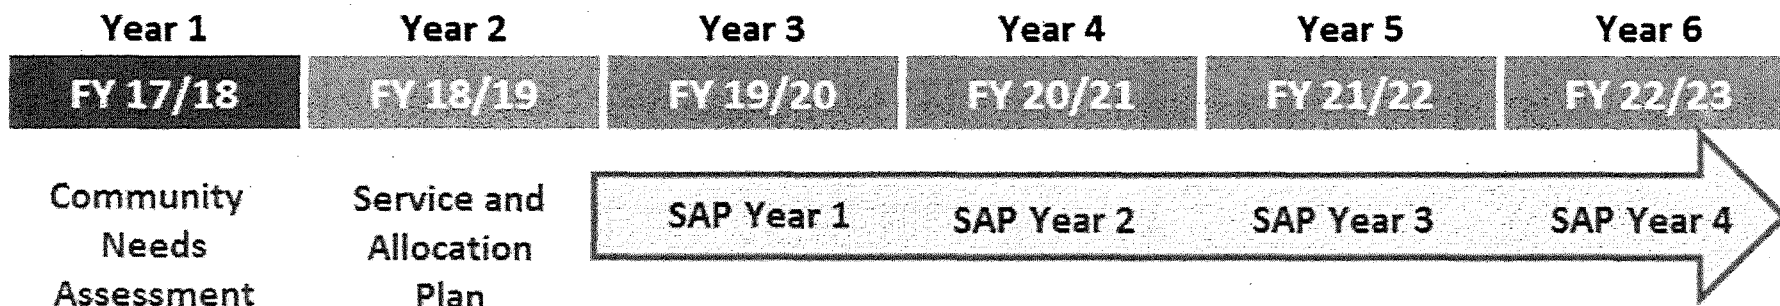 Year 1 Year 2 Year 3 Year 4 Year 5 Year 6
FY 17/18 FY 18/19 FY 19/20 FY 20/21 FY 21/22 FY 22/23
Community
Needs
Assessment
Service and
Allocation
Plan
SAP Year 1 SAP Year 2 SAP Year 3 SAP Year 4